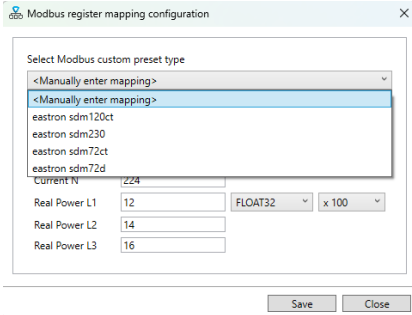 Modbus register mapping configuration
Select Modbus custom preset type
<Manually enter mapping>
<Manually enter mapping>
eastron sdm120ct
eastron sdm230
eastron sdm72ct
eastron sdm72d
Current N 224
Real Power L1 12 FLOAT32 x 100
Real Power L2 14
Real Power L3 16
Save Close